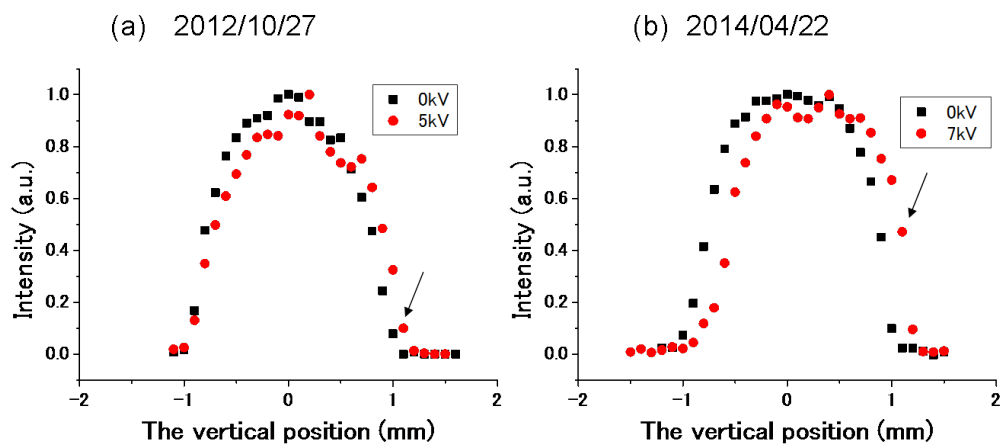 (a) 2012/10/27
(b) 2014/04/22
0kV
5kV
1.0
0.8
0.6
0.4
0.2
0.0
Intensity (a.u.)
−2
−1
0
1
2
The vertical position (mm)
0kV
7kV
1.0
0.8
0.6
0.4
0.2
0.0
Intensity (a.u.)
−2
−1
0
1
2
The vertical position (mm)